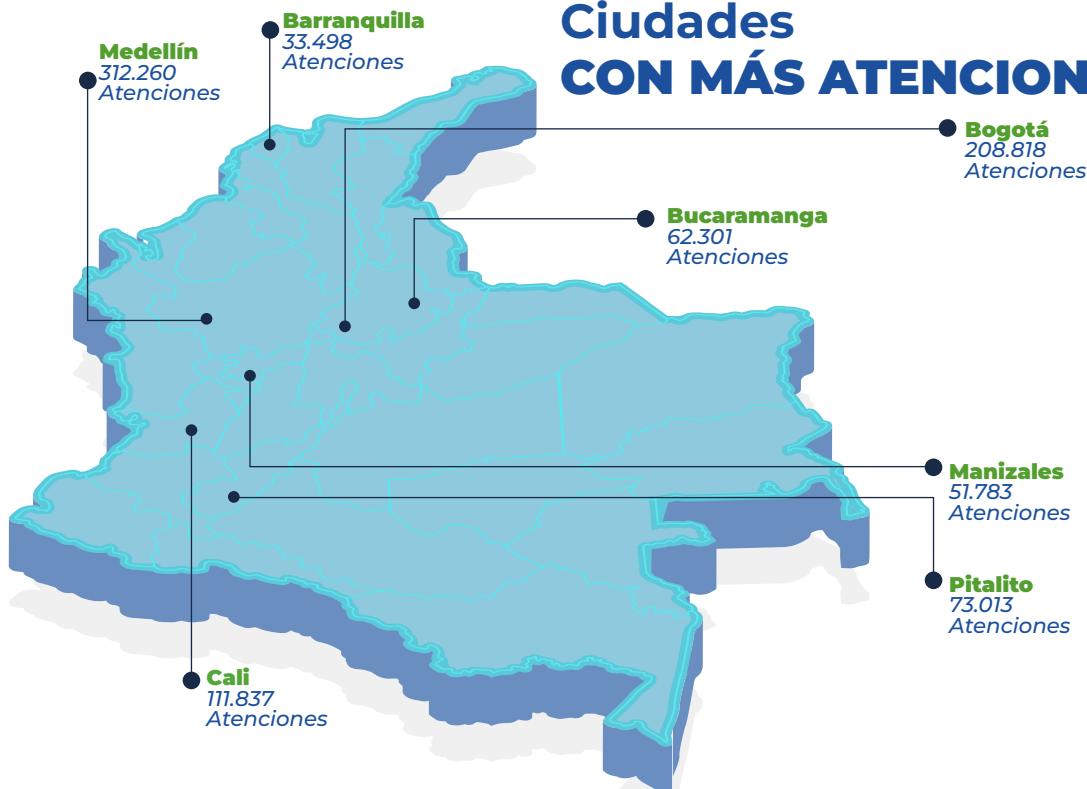 Ciudades
CON MÁS ATENCION
Barranquilla
33.498
Atenciones
Medellín
312.260
Atenciones
Bogotá
208.818
Atenciones
Bucaramanga
62.301
Atenciones
Manizales
51.783
Atenciones
Pitalito
73.013
Atenciones
Cali
111.837
Atenciones